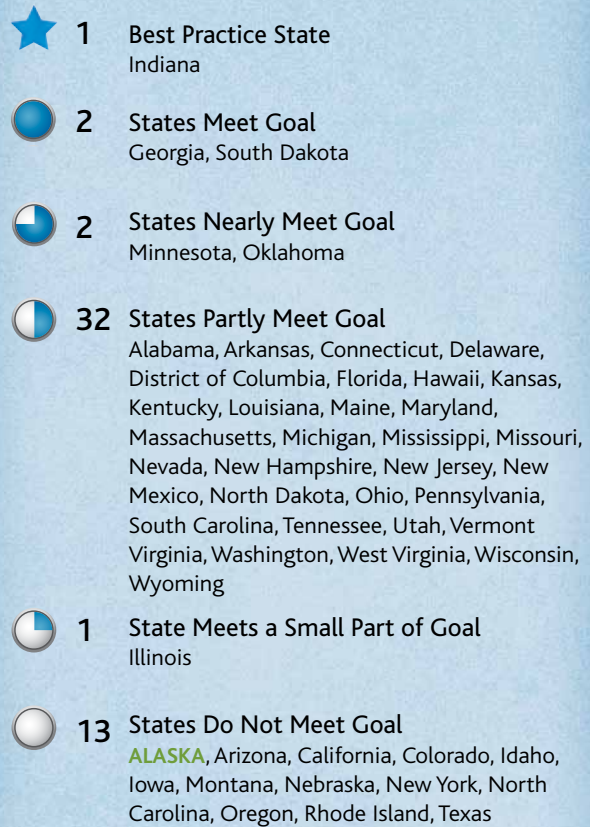 1 Best Practice State
Indiana
2 States Meet Goal
Georgia, South Dakota
2 States Nearly Meet Goal
Minnesota, Oklahoma
32 States Partly Meet Goal
Alabama, Arkansas, Connecticut, Delaware,
District of Columbia, Florida, Hawaii, Kansas,
Kentucky, Louisiana, Maine, Maryland,
Massachusetts, Michigan, Mississippi, Missouri,
Nevada, New Hampshire, New Jersey, New
Mexico, North Dakota, Ohio, Pennsylvania,
South Carolina, Tennessee, Utah, Vermont
Virginia, Washington, West Virginia, Wisconsin,
Wyoming
1 State Meets a Small Part of Goal
Illinois
13 States Do Not Meet Goal
ALASKA, Arizona, California, Colorado, Idaho,
Iowa, Montana, Nebraska, New York, North
Carolina, Oregon, Rhode Island, Texas